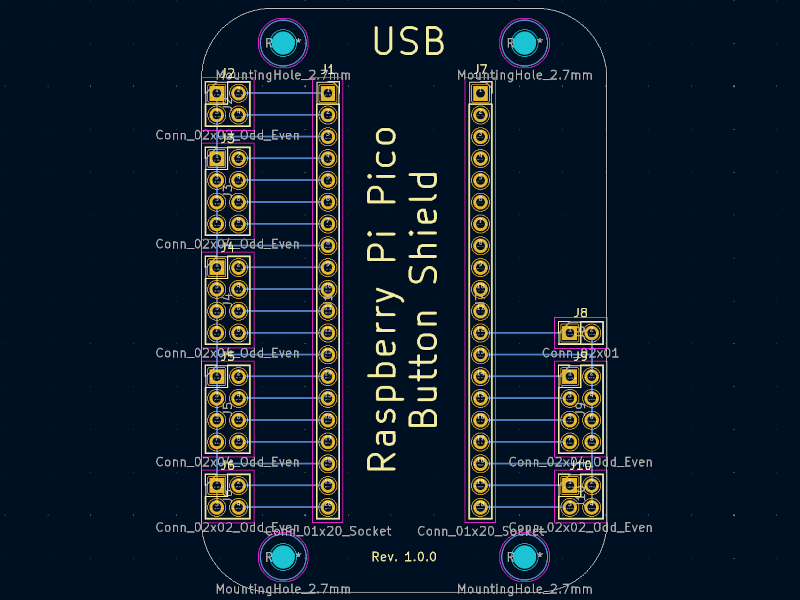 USB
MountingHole_2.7mm
MountingHole_2.7mm
J2
J1
J7
Conn_02x02_Odd_Even
J3
Conn_02x04_Odd_Even
J4
Raspberry Pi Pico
Button Shield
J8
Conn_02x01
Conn_02x04_Odd_Even
J5
J9
Conn_02x04_Odd_Even
J6
Conn_02x04_Odd_Even
J10
Conn_02x02_Odd_Even
Conn_01x20_Socket
Conn_01x20_Socket
Conn_02x02_Odd_Even
Rev. 1.0.0
MountingHole_2.7mm
MountingHole_2.7mm